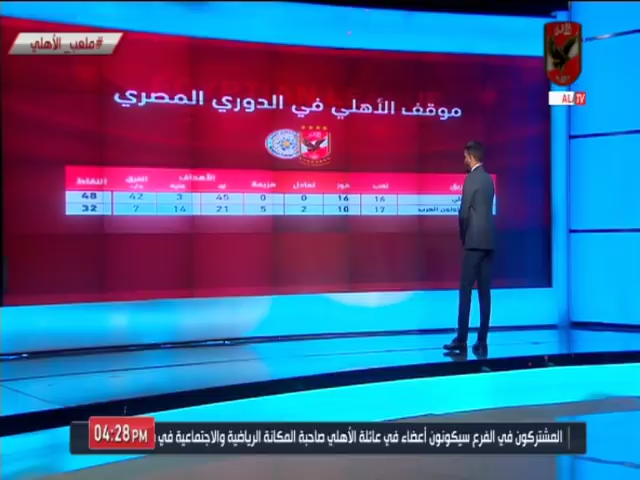 #ملعب_الأهلي
AL TV
موقف الأهلي في الدوري المصري
لعب فوز تعادل هزيمة الأهداف له عليه الفرق النقاط
16 16 0 0 45 3 42 48
المقاولون العرب 17 10 2 5 21 14 7 32
المشتركون في الفرع سيكونون أعضاء في عائلة الأهلي صاحبة المكانة الرياضية والاجتماعية في
04:28 PM